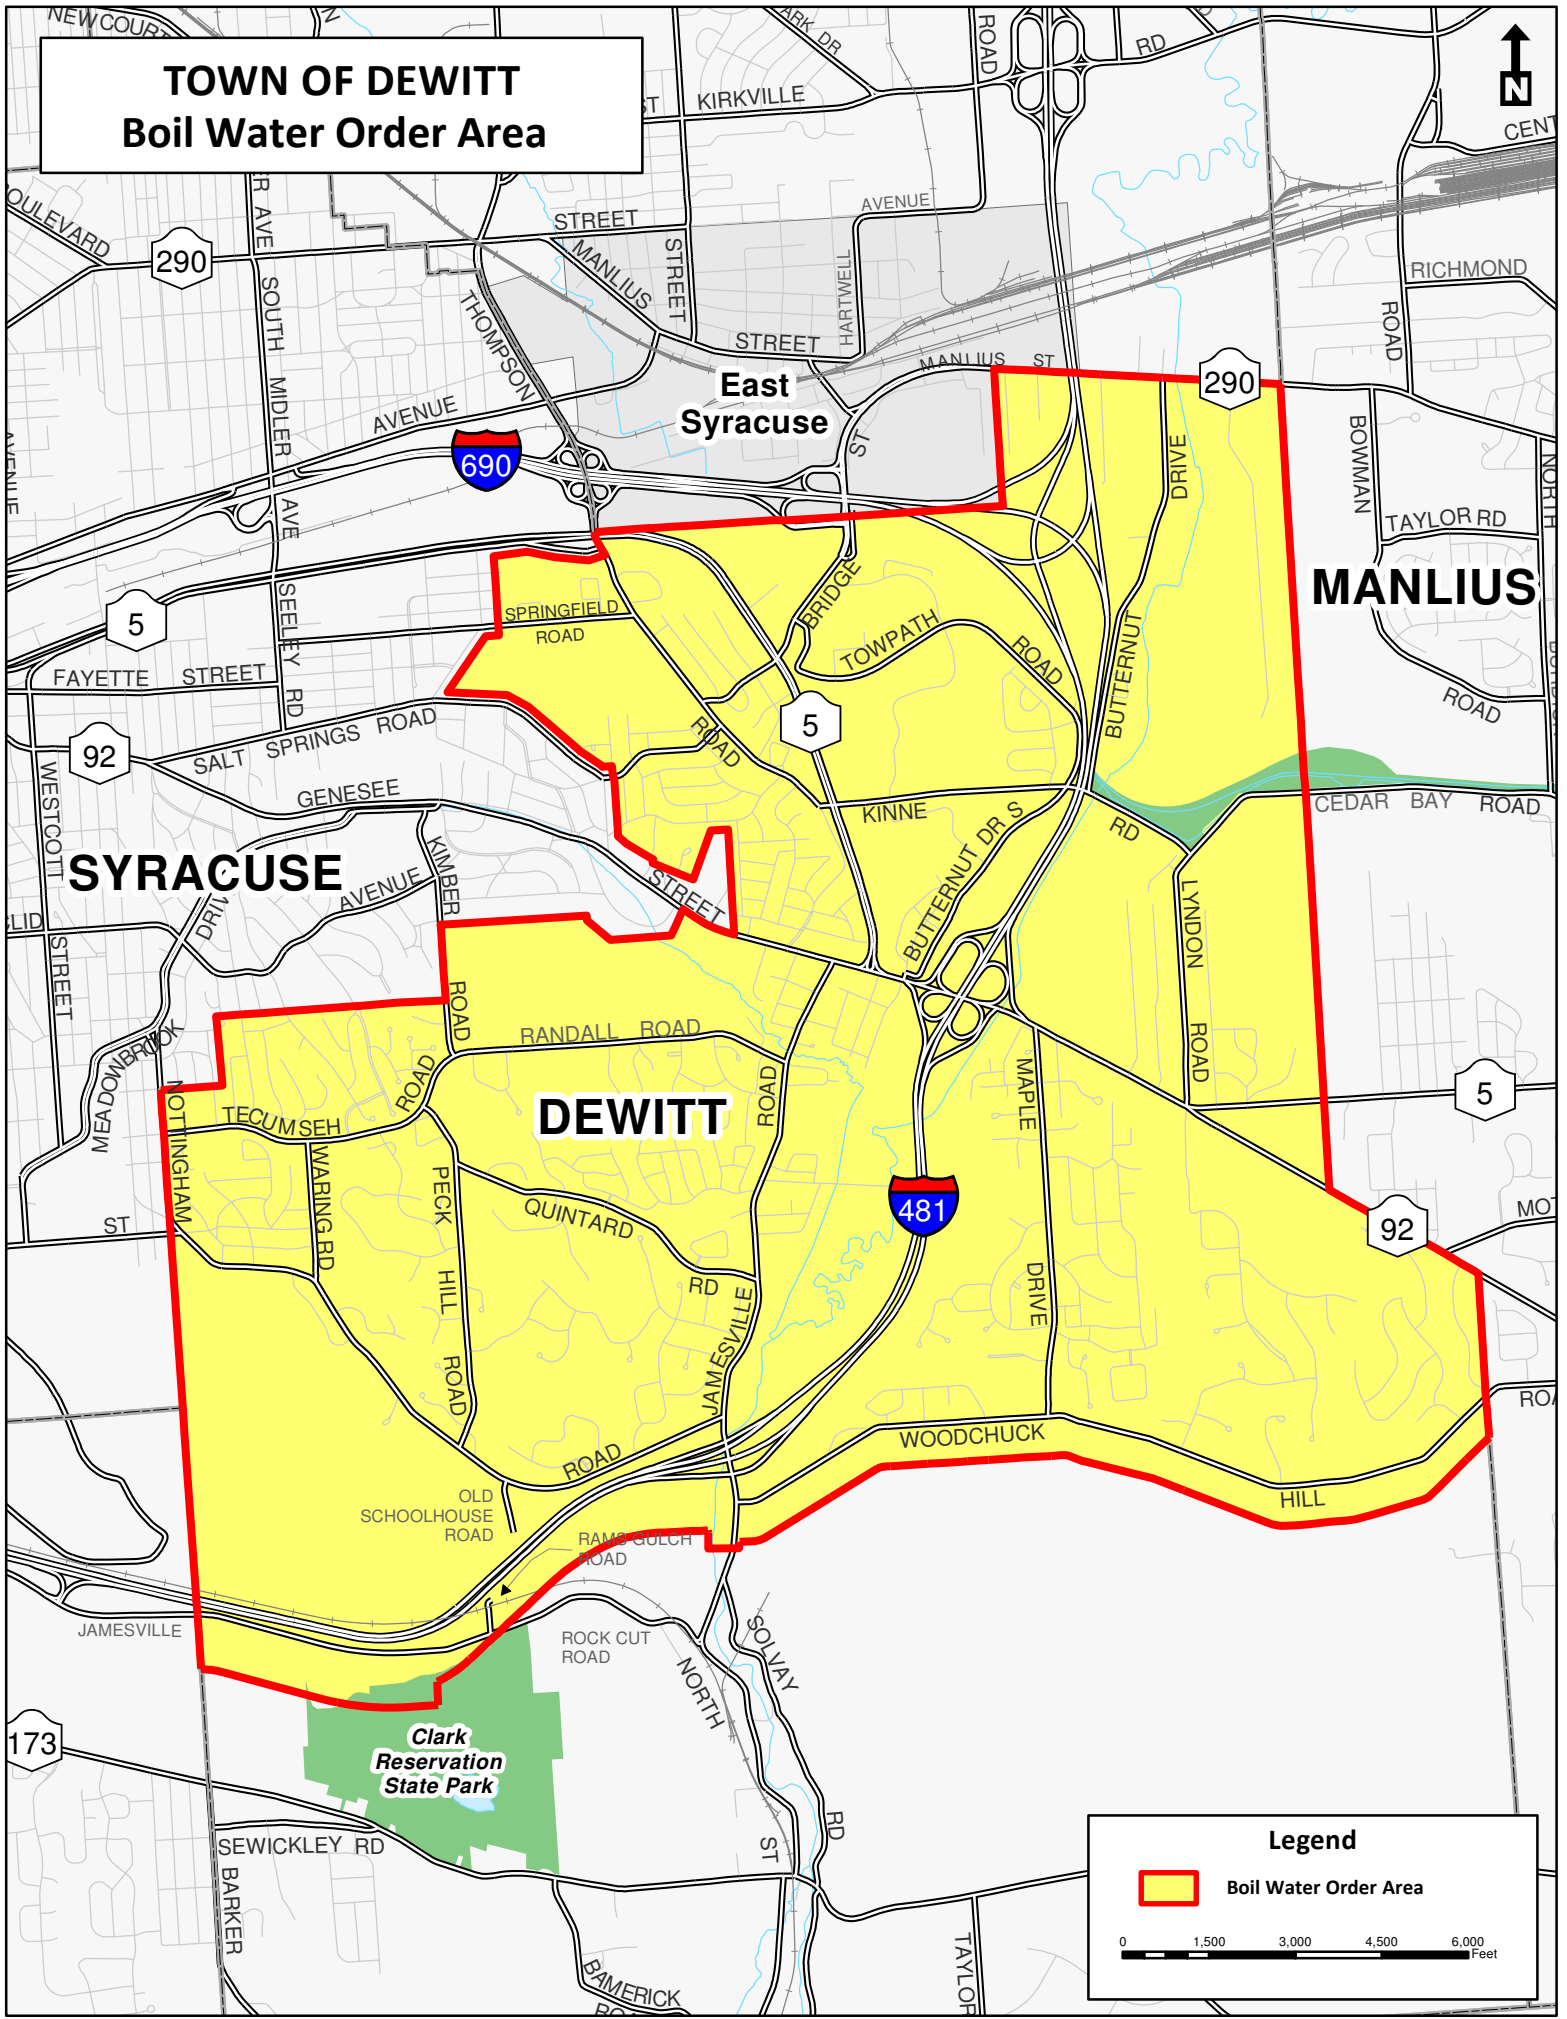 TOWN OF DEWITT
Boil Water Order Area
N
ROAD
RD
KIRKVILLE
BOULEVARD
290
SOUTH
MIDLER
AVE
STREET
MANLIUS
STREET
AVENUE
HARTWELL
STREET
MANLIUS ST
THOMPSON
AVENUE
East
Syracuse
ST
690
290
RICHMOND
ROAD
BOWMAN
NORTH
TAYLOR RD
MANLIUS
ROAD
DRIVE
BUTTERNUT
5
SEELEY
RD
SPRINGFIELD
ROAD
BRIDGE
TOWPATH
ROAD
FAYETTE STREET
92
SALT SPRINGS ROAD
ROAD
5
WESTCOTT
STREET
GENESEE
KINNE
RD
CEDAR BAY ROAD
BUTTERNUT DR S
SYRACUSE
KIMBER
ROAD
AVENUE
STREET
LYNDON
ROAD
MEADOWBROOK
RANDALL ROAD
NOTTINGHAM
TECUMSEH
ROAD
DEWITT
ROAD
MAPLE
DRIVE
5
WARING RD
PECK
HILL
ROAD
QUINTARD
RD
JAMESVILLE
481
92
ST
ROAD
WOODCHUCK
HILL
OLD
SCHOOLHOUSE
ROAD
RAMS GULCH
ROAD
JAMESVILLE
ROCK CUT
ROAD
NORTH
ST
SOLVAY
RD
173
Clark
Reservation
State Park
SEWICKLEY RD
BARKER
BAMERICK
TAYLOR
Legend
Boil Water Order Area
0 1,500 3,000 4,500 6,000
Feet